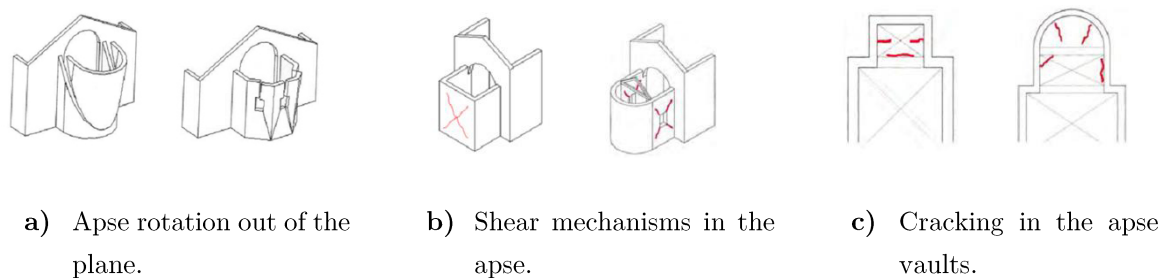 a) Apse rotation out of the
plane.
b) Shear mechanisms in the
apse.
c) Cracking in the apse
vaults.